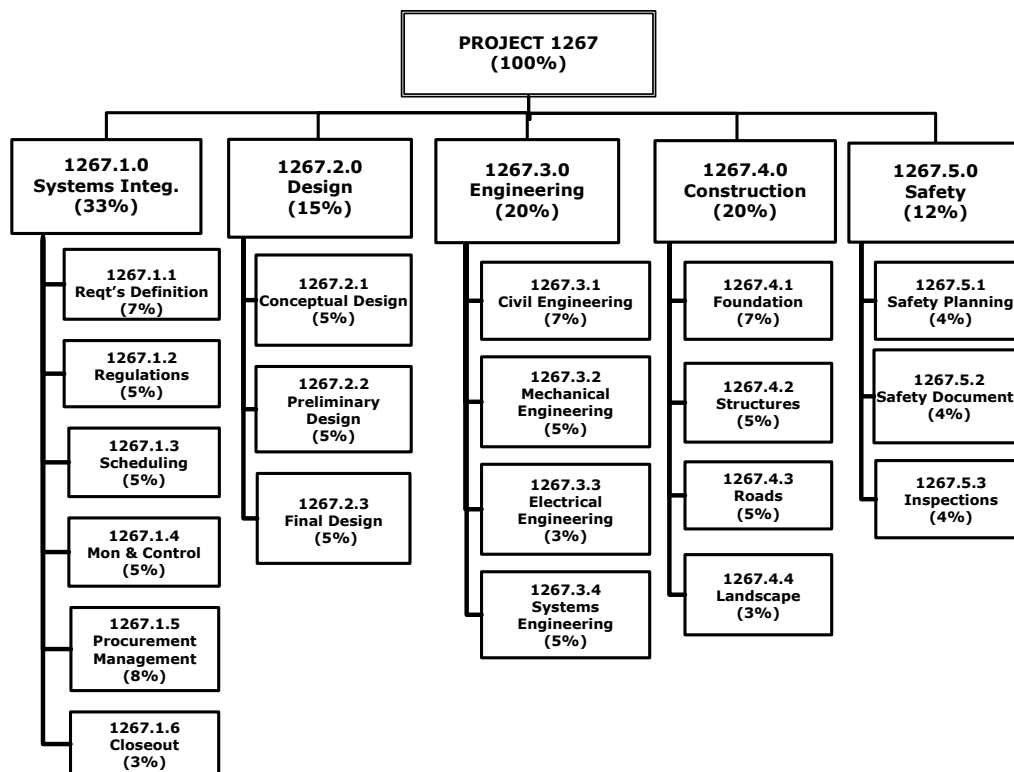 PROJECT 1267
(100%)
1267.1.0
Systems Integ.
(33%)
1267.2.0
Design
(15%)
1267.3.0
Engineering
(20%)
1267.4.0
Construction
(20%)
1267.5.0
Safety
(12%)
1267.1.1
Reqt's Definition
(7%)
1267.1.2
Regulations
(5%)
1267.1.3
Scheduling
(5%)
1267.1.4
Mon & Control
(5%)
1267.1.5
Procurement
Management
(8%)
1267.1.6
Closeout
(3%)
1267.2.1
Conceptual Design
(5%)
1267.2.2
Preliminary
Design
(5%)
1267.2.3
Final Design
(5%)
1267.3.1
Civil Engineering
(7%)
1267.3.2
Mechanical
Engineering
(5%)
1267.3.3
Electrical
Engineering
(3%)
1267.3.4
Systems
Engineering
(5%)
1267.4.1
Foundation
(7%)
1267.4.2
Structures
(5%)
1267.4.3
Roads
(5%)
1267.4.4
Landscape
(3%)
1267.5.1
Safety Planning
(4%)
1267.5.2
Safety Document
(4%)
1267.5.3
Inspections
(4%)